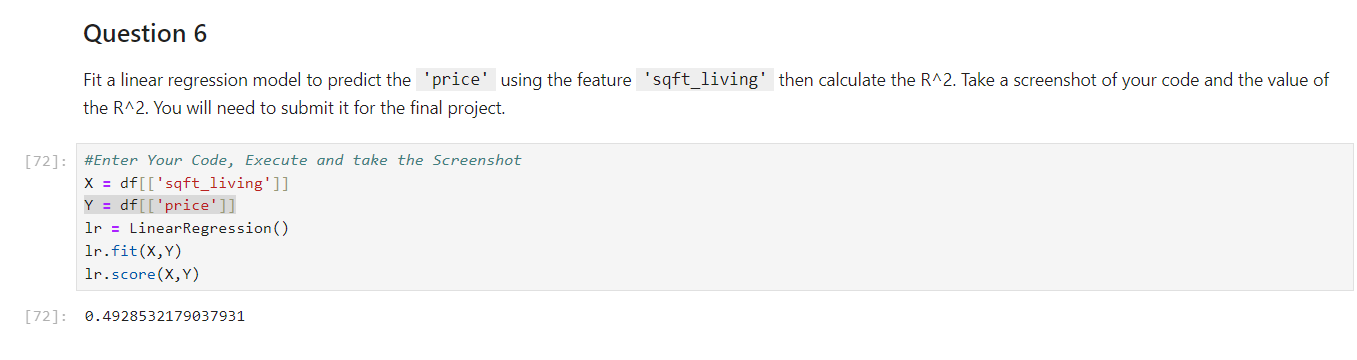 Question 6
Fit a linear regression model to predict the 'price' using the feature 'sqft_living' then calculate the R^2. Take a screenshot of your code and the value of
the R^2. You will need to submit it for the final project.
[72]: #Enter Your Code, Execute and take the Screenshot
X = df[['sqft_living']]
Y = df[['price']]
lr = LinearRegression()
lr.fit(X,Y)
lr.score(X,Y)
[72]: 0.4928532179037931